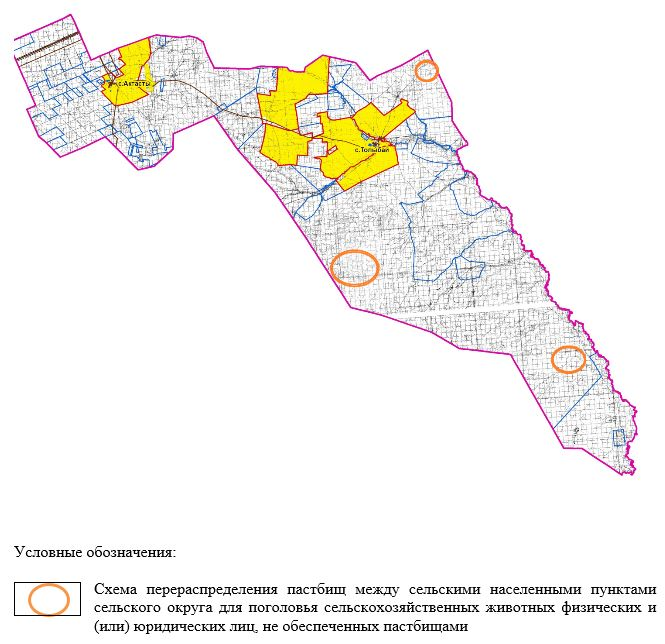 с.Актасты
с.Толыбай
Условные обозначения:
Схема перераспределения пастбищ между сельскими населенными пунктами
сельского округа для поголовья сельскохозяйственных животных физических и
(или) юридических лиц, не обеспеченных пастбищами